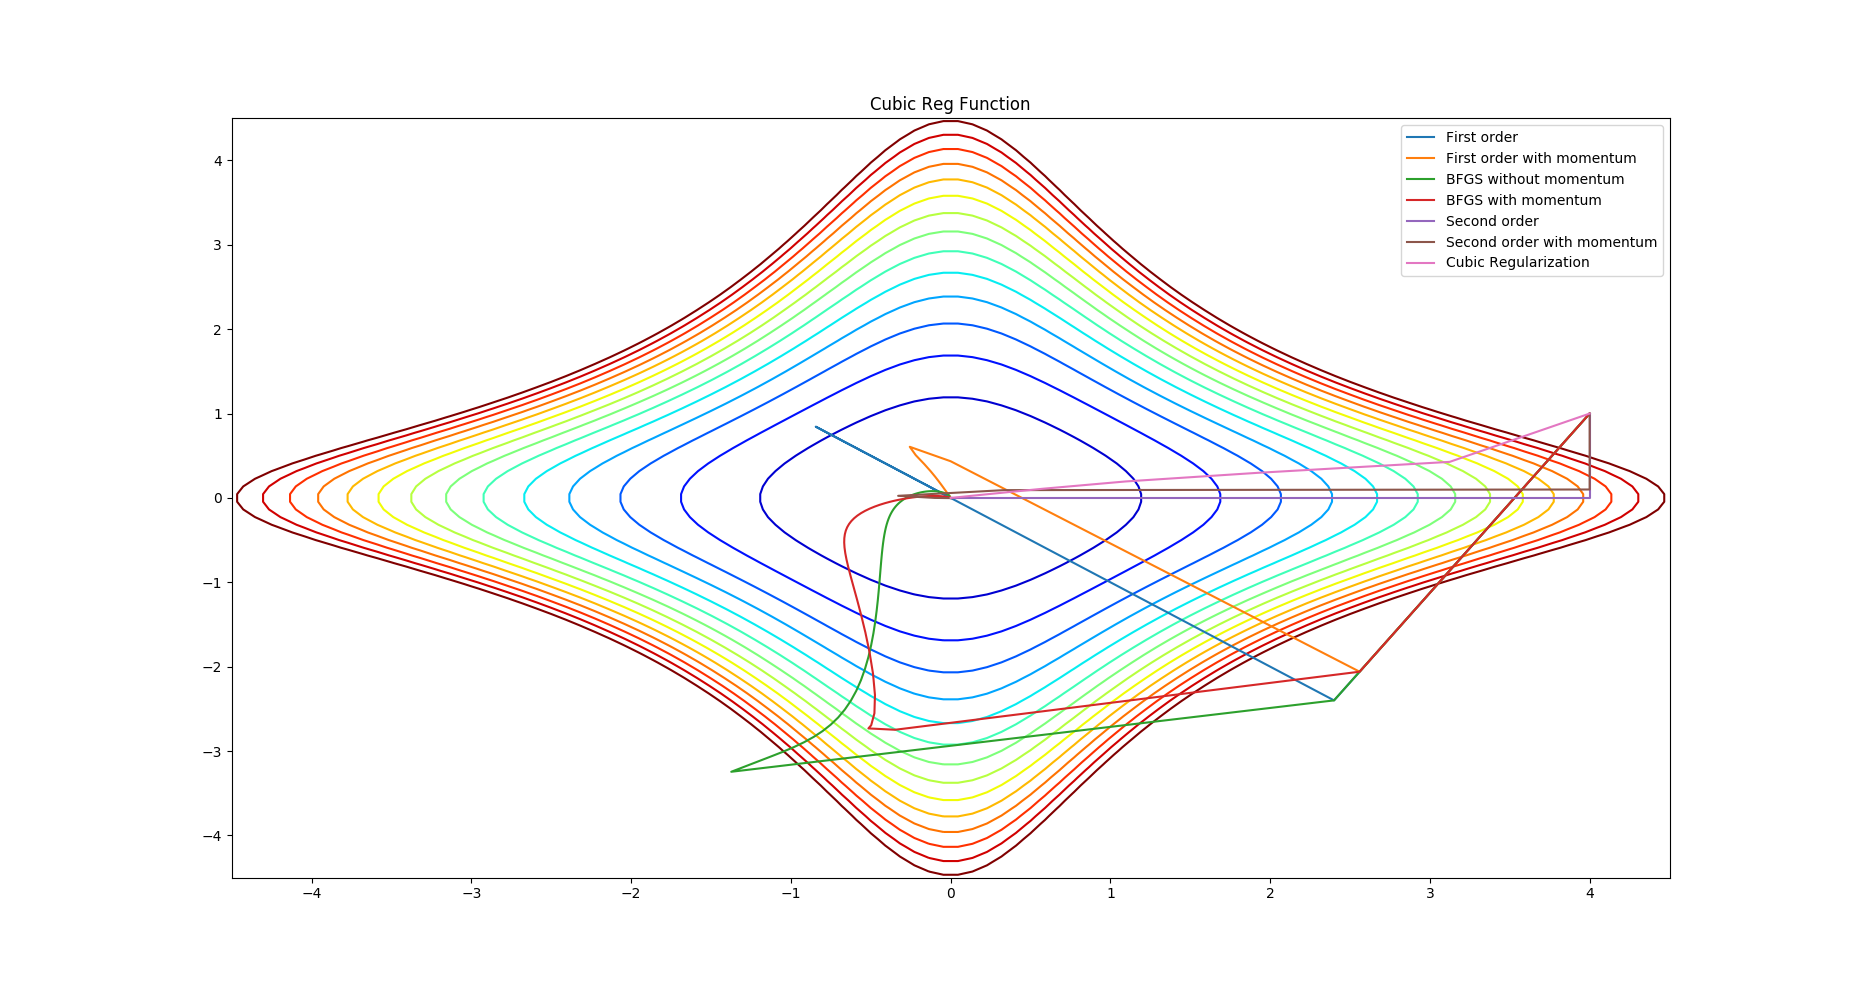 Cubic Reg Function
First order
First order with momentum
BFGS without momentum
BFGS with momentum
Second order
Second order with momentum
Cubic Regularization
4
3
2
1
0
−1
−2
−3
−4
−4 −3 −2 −1 0 1 2 3 4